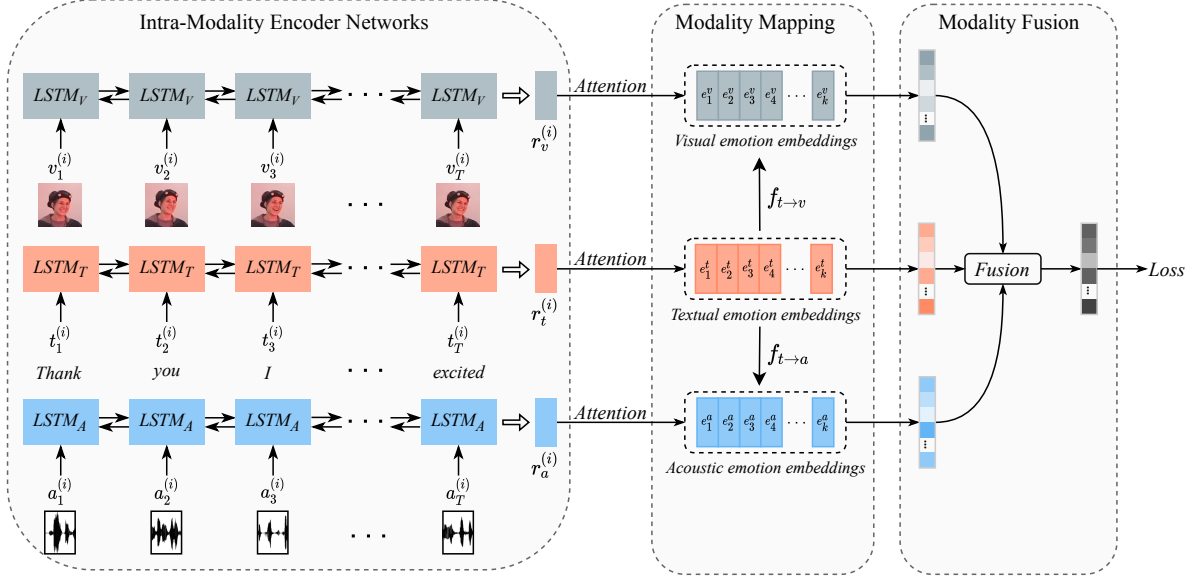 Intra-Modality Encoder Networks
Modality Mapping
Modality Fusion
LSTM_V LSTM_V LSTM_V · · · LSTM_V
Attention
e_1^v e_2^v e_3^v e_4^v ··· e_k^v
r_v^{(i)}
Visual emotion embeddings
v_1^{(i)} v_2^{(i)} v_3^{(i)} v_T^{(i)}
· · ·
f_{t→v}
LSTM_T LSTM_T LSTM_T · · · LSTM_T
Attention
e_1^t e_2^t e_3^t e_4^t ··· e_k^t
Fusion
Loss
r_t^{(i)}
Textual emotion embeddings
t_1^{(i)} t_2^{(i)} t_3^{(i)} t_T^{(i)}
f_{t→a}
Thank you I · · · excited
LSTM_A LSTM_A LSTM_A · · · LSTM_A
Attention
e_1^a e_2^a e_3^a e_4^a ··· e_k^a
r_a^{(i)}
Acoustic emotion embeddings
a_1^{(i)} a_2^{(i)} a_3^{(i)} a_T^{(i)}
· · ·